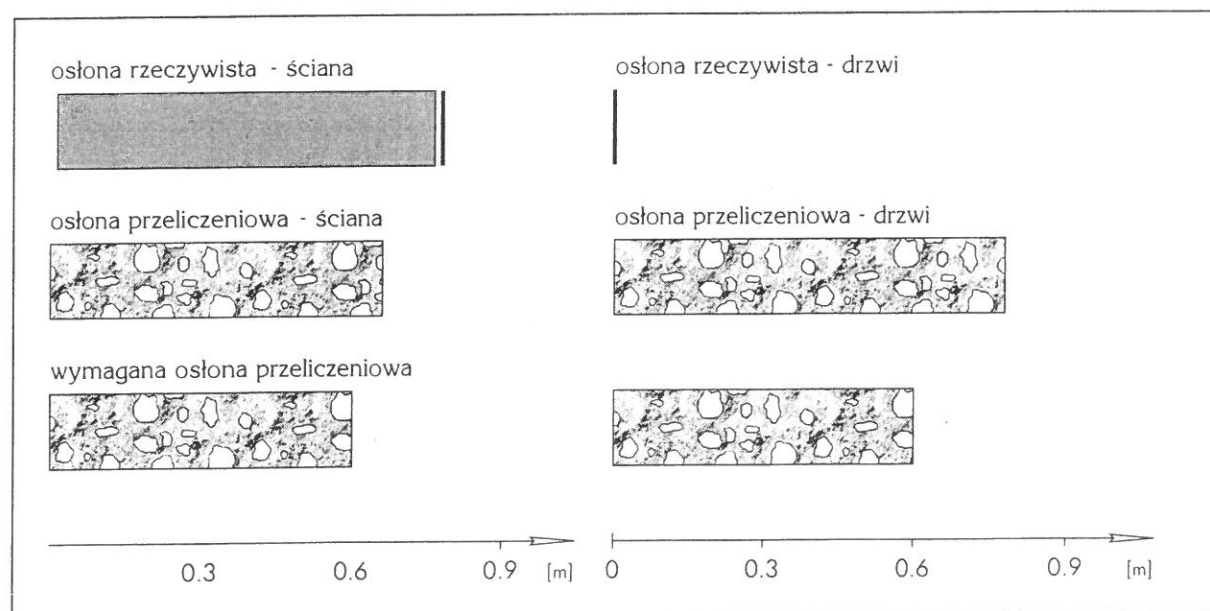 osłona rzeczywista - ściana
osłona rzeczywista - drzwi
osłona przeliczeniowa - ściana
osłona przeliczeniowa - drzwi
wymagana osłona przeliczeniowa
0.3 0.6 0.9 [m]
0 0.3 0.6 0.9 [m]